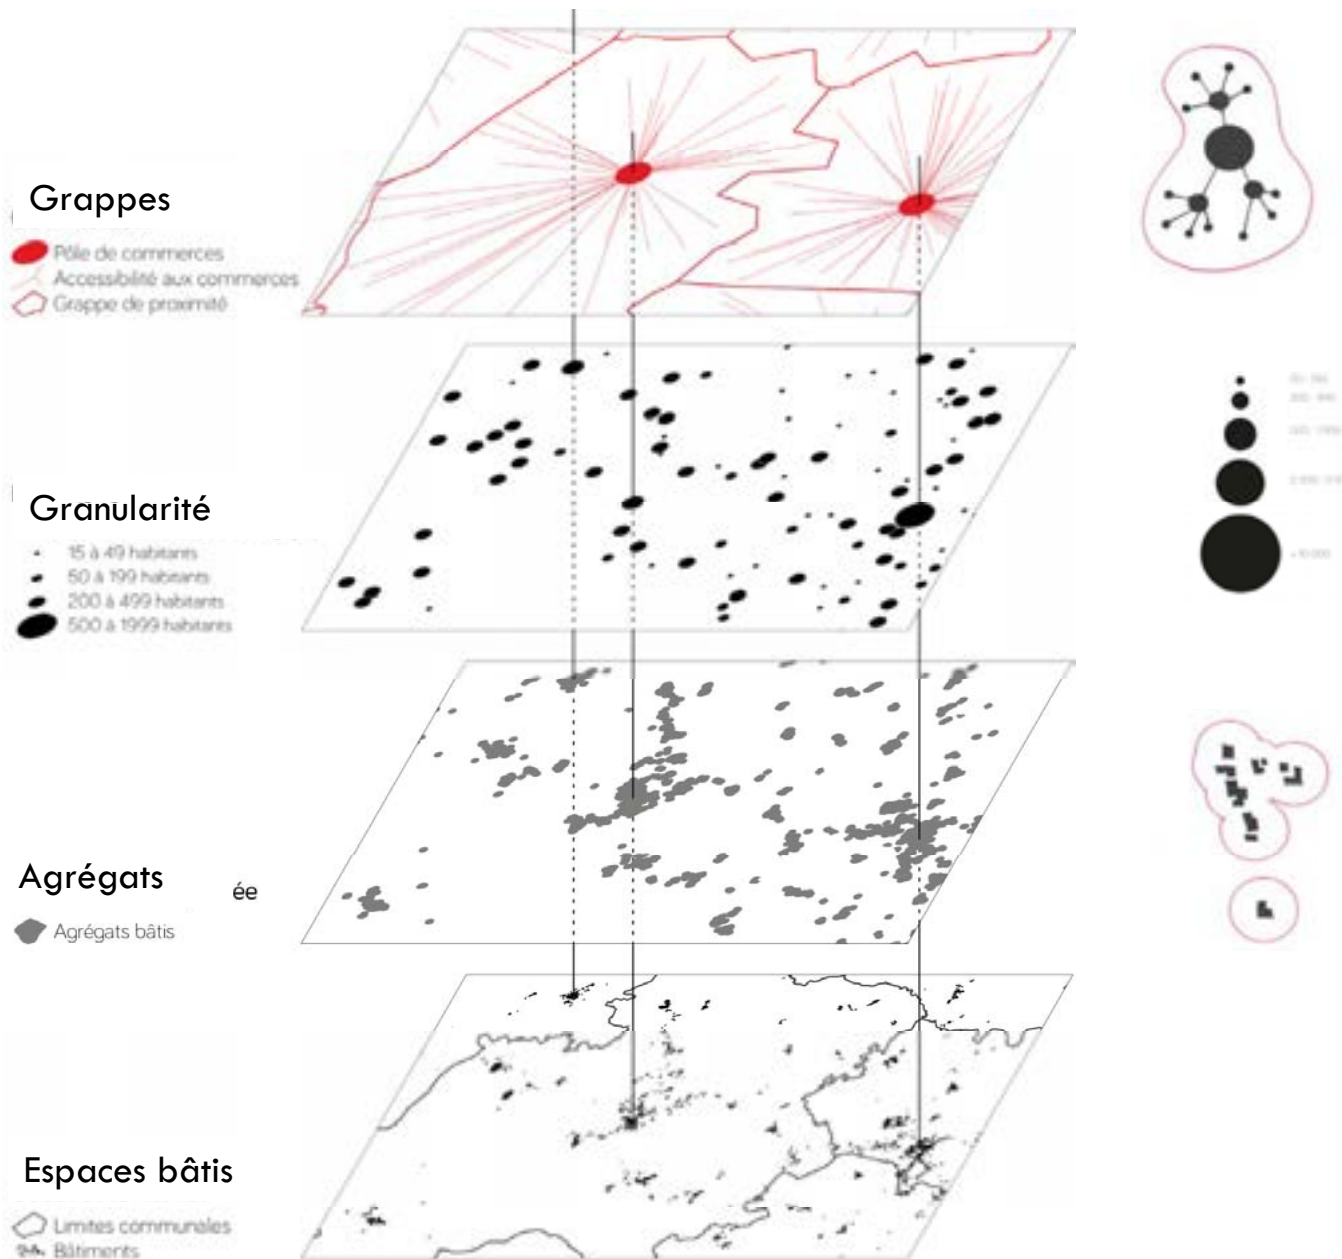 Grappes
Pôle de commerces
Accessibilité aux commerces
Grappe de proximité
Granularité
15 à 49 habitants
50 à 199 habitants
200 à 499 habitants
500 à 1999 habitants
Agrégats
ée
Agrégats bâtis
Espaces bâtis
Limites communales
Bâtiments